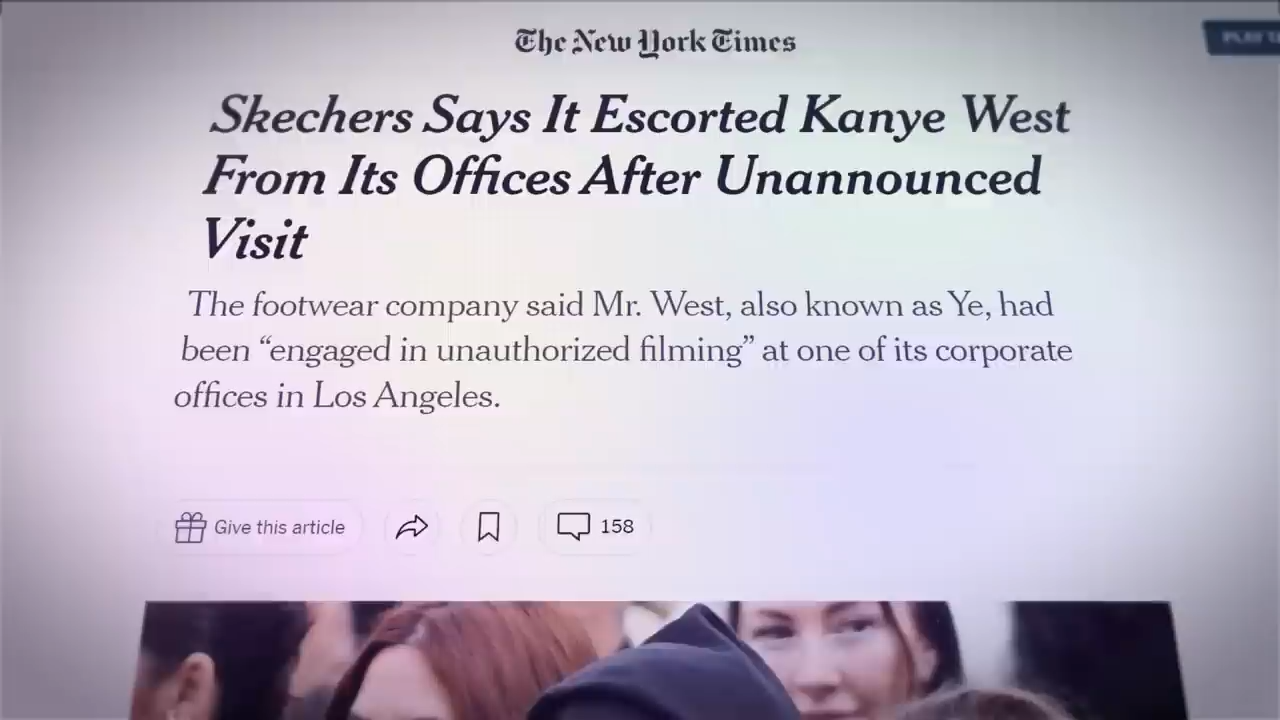 The New York Times
Skechers Says It Escorted Kanye West
From Its Offices After Unannounced
Visit
The footwear company said Mr. West, also known as Ye, had
been “engaged in unauthorized filming” at one of its corporate
offices in Los Angeles.
Give this article
158